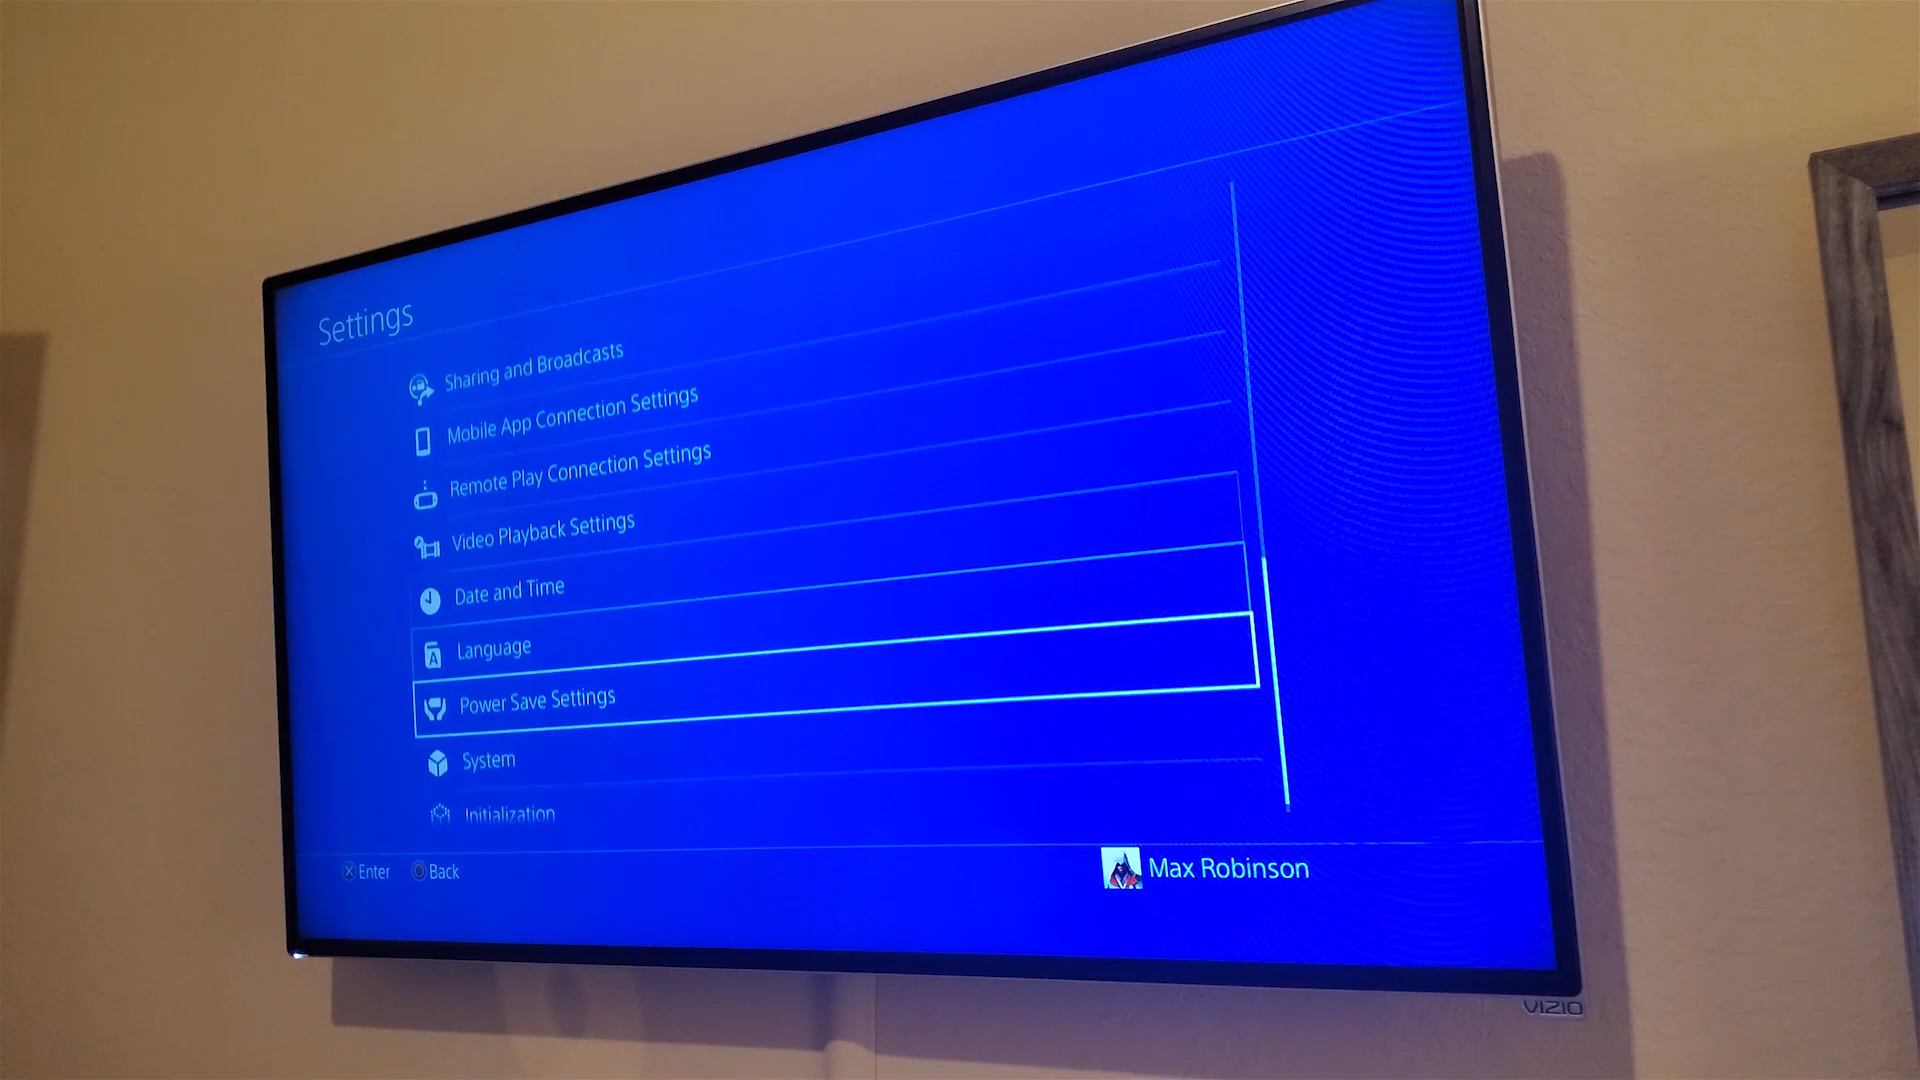 Settings
Sharing and Broadcasts
Mobile App Connection Settings
Remote Play Connection Settings
Video Playback Settings
Date and Time
Language
Power Save Settings
System
Initialization
Enter Back
Max Robinson
VIZIO